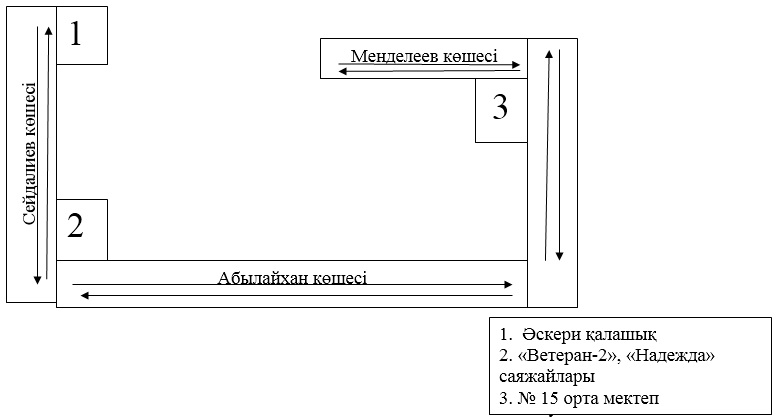 1
Менделеев көшесі
3
Сейдалиев көшесі
2
Абылайхан көшесі
1. Әскери қалашық
2. «Ветеран-2», «Надежда»
саяжайлары
3. № 15 орта мектеп